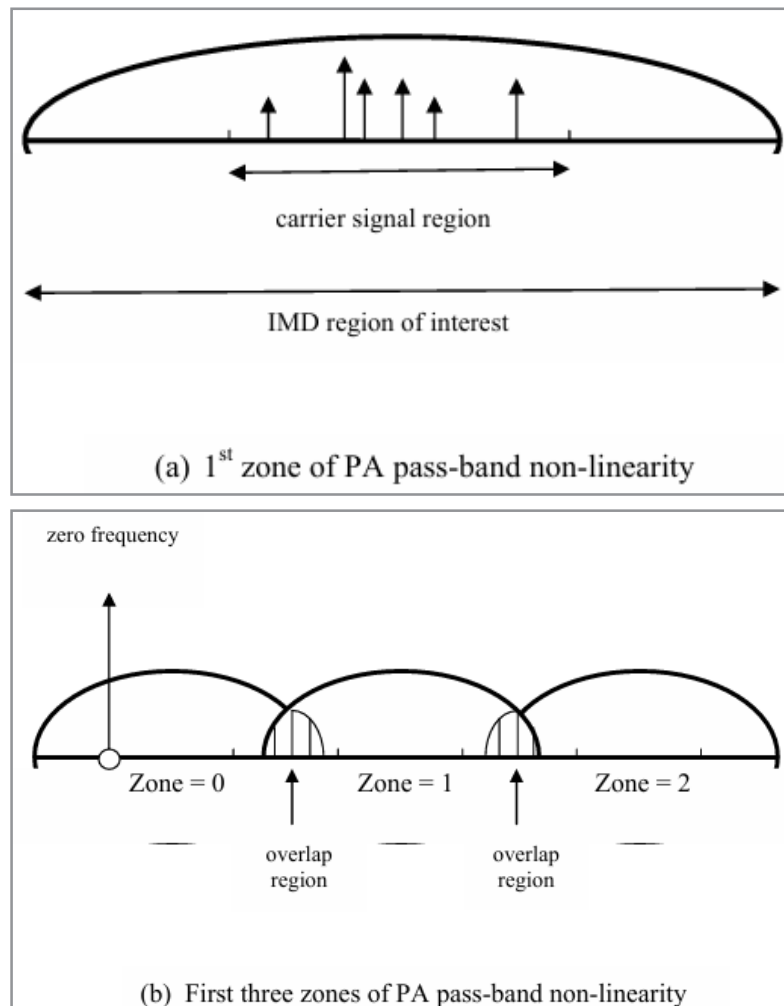 carrier signal region
IMD region of interest
(a) 1st zone of PA pass-band non-linearity
zero frequency
Zone = 0 Zone = 1 Zone = 2
overlap region overlap region
(b) First three zones of PA pass-band non-linearity